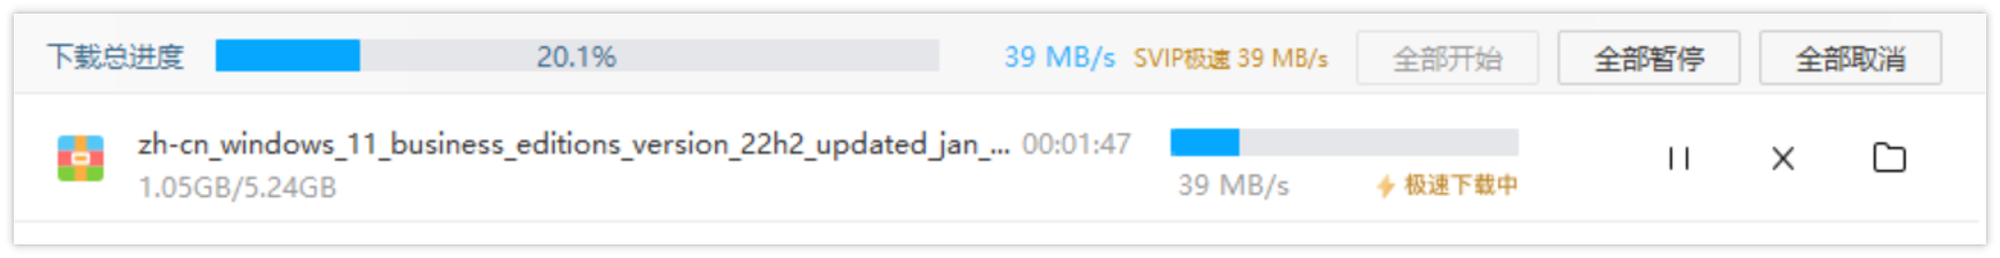 下载总进度 20.1% 39 MB/s SVIP极速 39 MB/s 全部开始 全部暂停 全部取消
zh-cn_windows_11_business_editions_version_22h2_updated_jan_... 00:01:47
1.05GB/5.24GB 39 MB/s 极速下载中